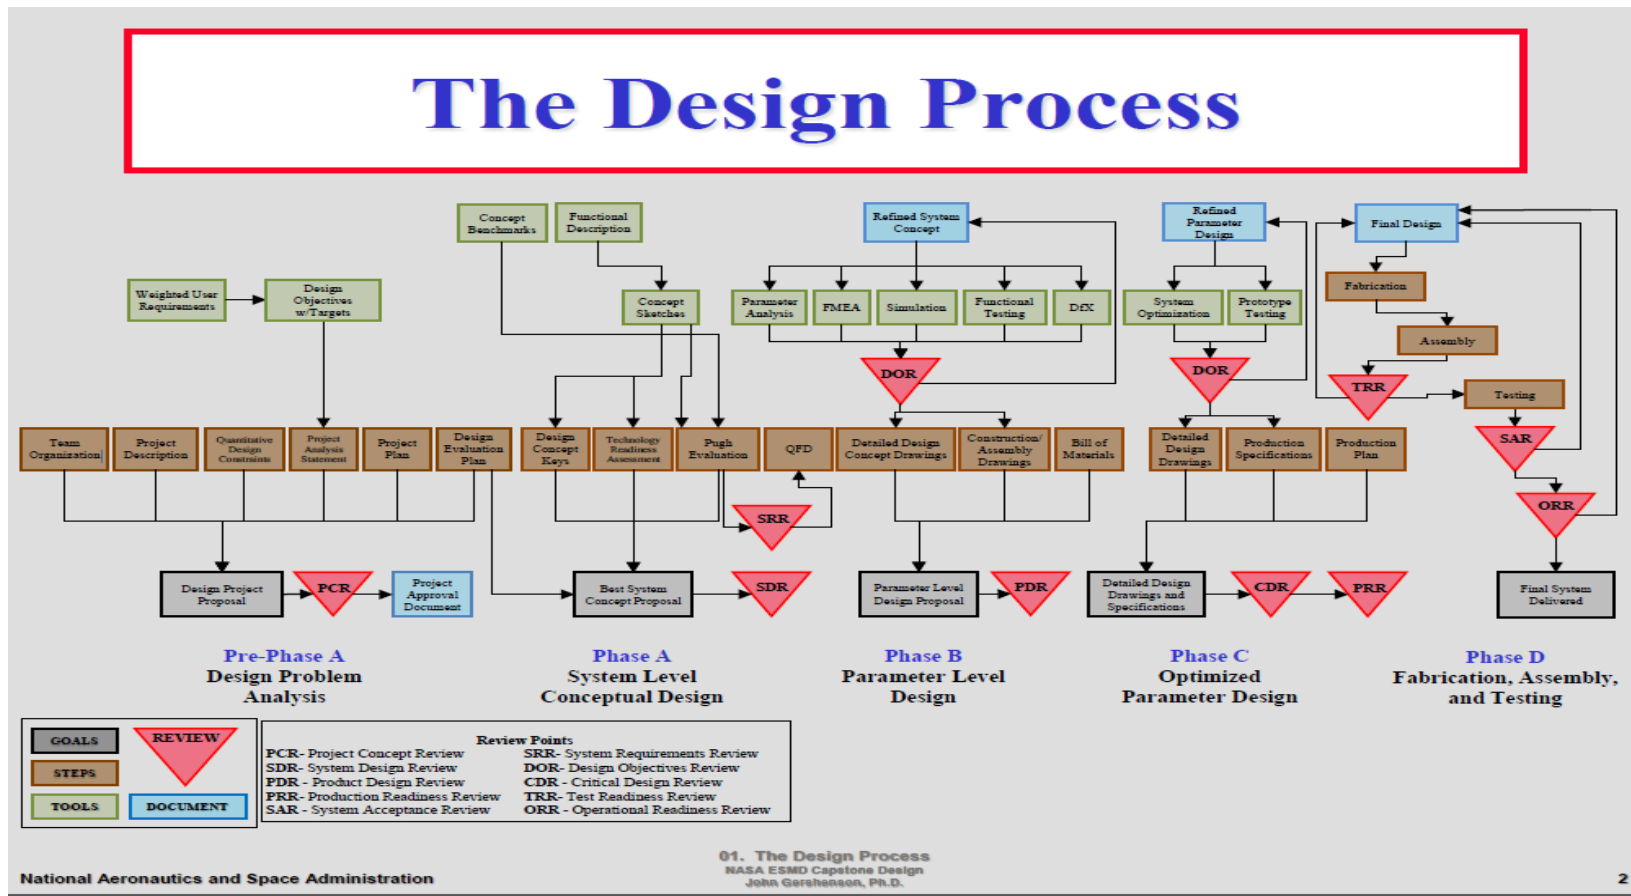 The Design Process
Concept
Benchmarks
Functional
Description
Refined System
Concept
Refined
Parameter
Design
Final Design
Weighted User
Requirements
Design
Objectives
w/Targets
Concept
Sketches
Parameter
Analysis
FMEA
Simulation
Functional
Testing
DfX
System
Optimization
Prototype
Testing
Fabrication
Assembly
DOR
DOR
TRR
Testing
Team
Organization
Project
Description
Quantitative
Design
Constraints
Project
Analysis
Statement
Project
Plan
Design
Evaluation
Plan
Design
Concept
Keys
Technology
Readiness
Assessment
Pugh
Evaluation
QFD
Detailed Design
Concept Drawings
Construction/
Assembly
Drawings
Bill of
Materials
Detailed
Design
Drawings
Production
Specifications
Production
Plan
SAR
SRR
ORR
Design Project
Proposal
PCR
Project
Approval
Document
Best System
Concept Proposal
SDR
Parameter Level
Design Proposal
PDR
Detailed Design
Drawings and
Specifications
CDR
PRR
Final System
Delivered
Pre-Phase A
Design Problem
Analysis
Phase A
System Level
Conceptual Design
Phase B
Parameter Level
Design
Phase C
Optimized
Parameter Design
Phase D
Fabrication, Assembly,
and Testing
GOALS
REVIEW
STEPS
TOOLS
DOCUMENT
Review Points
PCR- Project Concept Review
SRR- System Requirements Review
SDR- System Design Review
DOR- Design Objectives Review
PDR - Product Design Review
CDR - Critical Design Review
PRR- Production Readiness Review
TRR- Test Readiness Review
SAR - System Acceptance Review
ORR - Operational Readiness Review
National Aeronautics and Space Administration
01. The Design Process
NASA ESMD Capstone Design
John Gershenson, Ph.D.
2